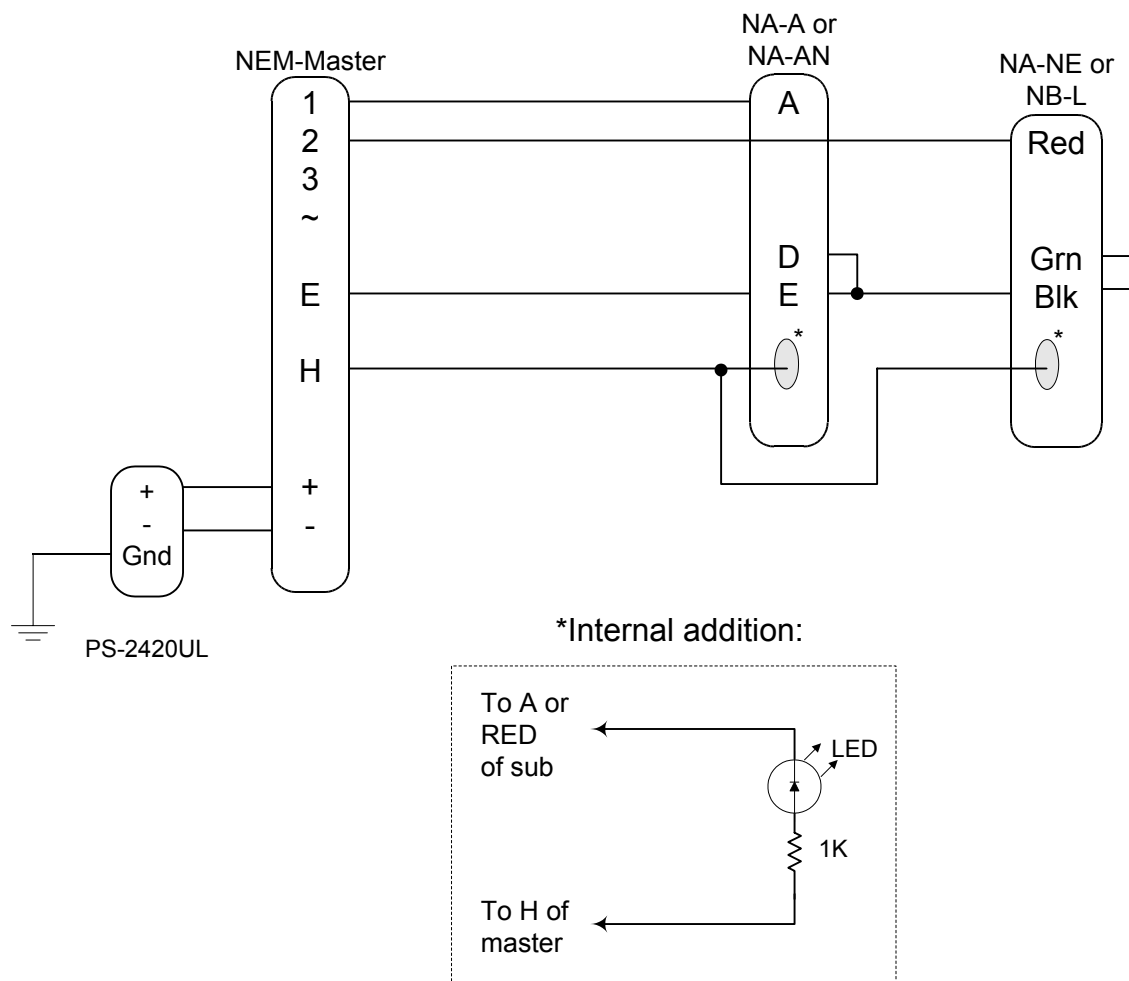 NEM-Master
1
2
3
~
E
H
+
-
NA-A or
NA-AN
A
D
E
*
NA-NE or
NB-L
Red
Grn
Blk
*
+
-
Gnd
PS-2420UL
*Internal addition:
To A or
RED
of sub
LED
1K
To H of
master